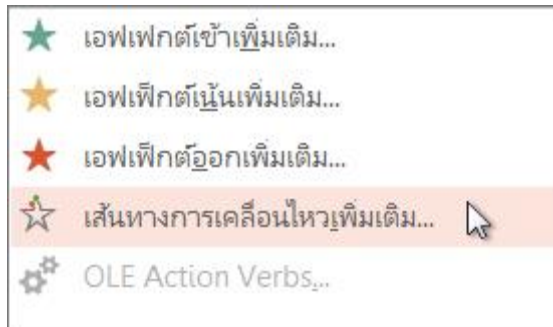 เอฟเฟกต์เข้าเพิ่มเติม...
เอฟเฟ็กต์เน้นเพิ่มเติม...
เอฟเฟ็กต์ออกเพิ่มเติม...
เส้นทางการเคลื่อนไหวเพิ่มเติม...
OLE Action Verbs...